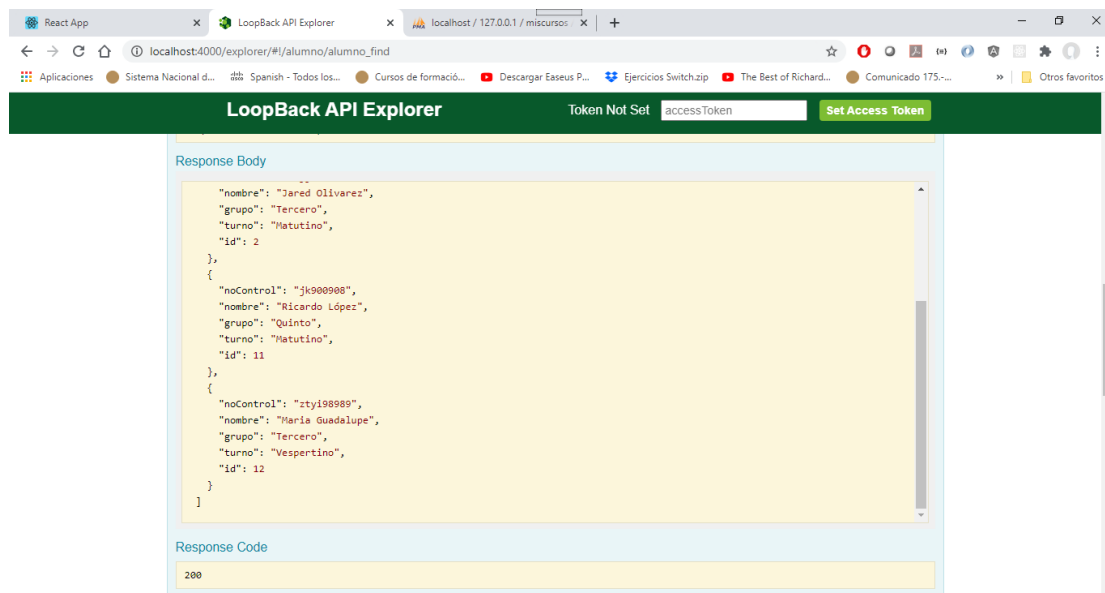 React App
LoopBack API Explorer
localhost / 127.0.0.1 / miscursos
localhost:4000/explorer/#!/alumno/alumno_find
Aplicaciones
Sistema Nacional d...
Spanish - Todos los...
Cursos de formació...
Descargar Easeus P...
Ejercicios Switch.zip
The Best of Richard...
Comunicado 175.-...
»
Otros favoritos
LoopBack API Explorer
Token Not Set
accessToken
Set Access Token
Response Body
"nombre": "Jared Olivarez",
"grupo": "Tercero",
"turno": "Matutino",
"id": 2
},
{
"noControl": "jk900908",
"nombre": "Ricardo López",
"grupo": "Quinto",
"turno": "Matutino",
"id": 11
},
{
"noControl": "ztyi98989",
"nombre": "Maria Guadalupe",
"grupo": "Tercero",
"turno": "Vespertino",
"id": 12
}
]
Response Code
200